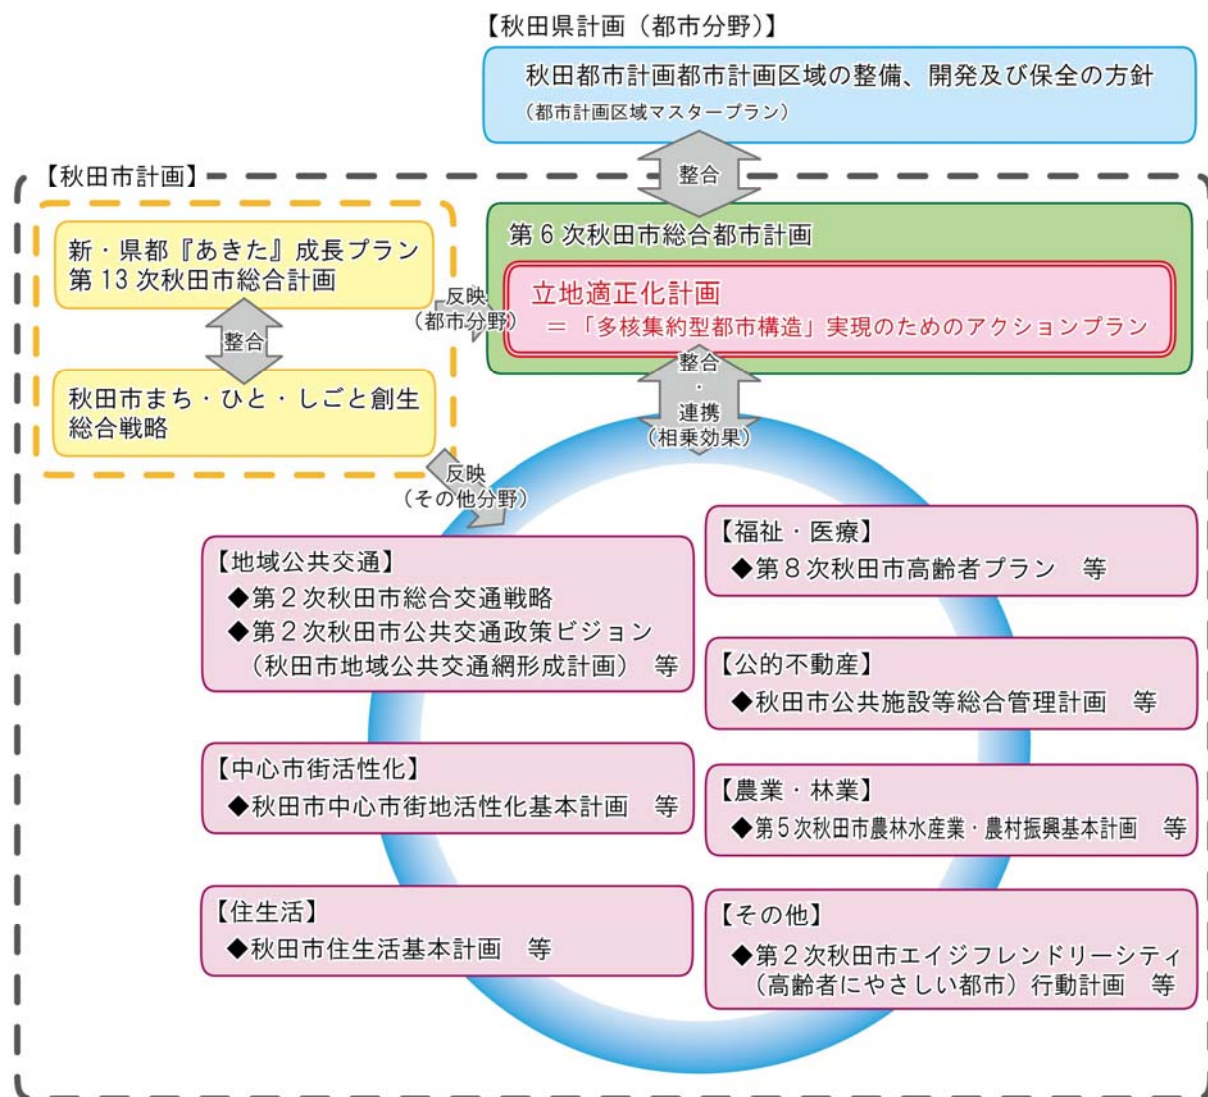 【秋田県計画（都市分野）】
秋田都市計画都市計画区域の整備、開発及び保全の方針
（都市計画区域マスタープラン）
整合
【秋田市計画】
新・県都『あきた』成長プラン
第13次秋田市総合計画
整合
秋田市まち・ひと・しごと創生
総合戦略
反映
（都市分野）
第6次秋田市総合都市計画
立地適正化計画
＝「多核集約型都市構造」実現のためのアクションプラン
整合
・
連携
（相乗効果）
反映
（その他分野）
【地域公共交通】
◆第２次秋田市総合交通戦略
◆第２次秋田市公共交通政策ビジョン
（秋田市地域公共交通網形成計画）　等
【中心市街活性化】
◆秋田市中心市街地活性化基本計画　等
【住生活】
◆秋田市住生活基本計画　等
【福祉・医療】
◆第８次秋田市高齢者プラン　等
【公的不動産】
◆秋田市公共施設等総合管理計画　等
【農業・林業】
◆第５次秋田市農林水産業・農村振興基本計画　等
【その他】
◆第２次秋田市エイジフレンドリーシティ
（高齢者にやさしい都市）行動計画　等